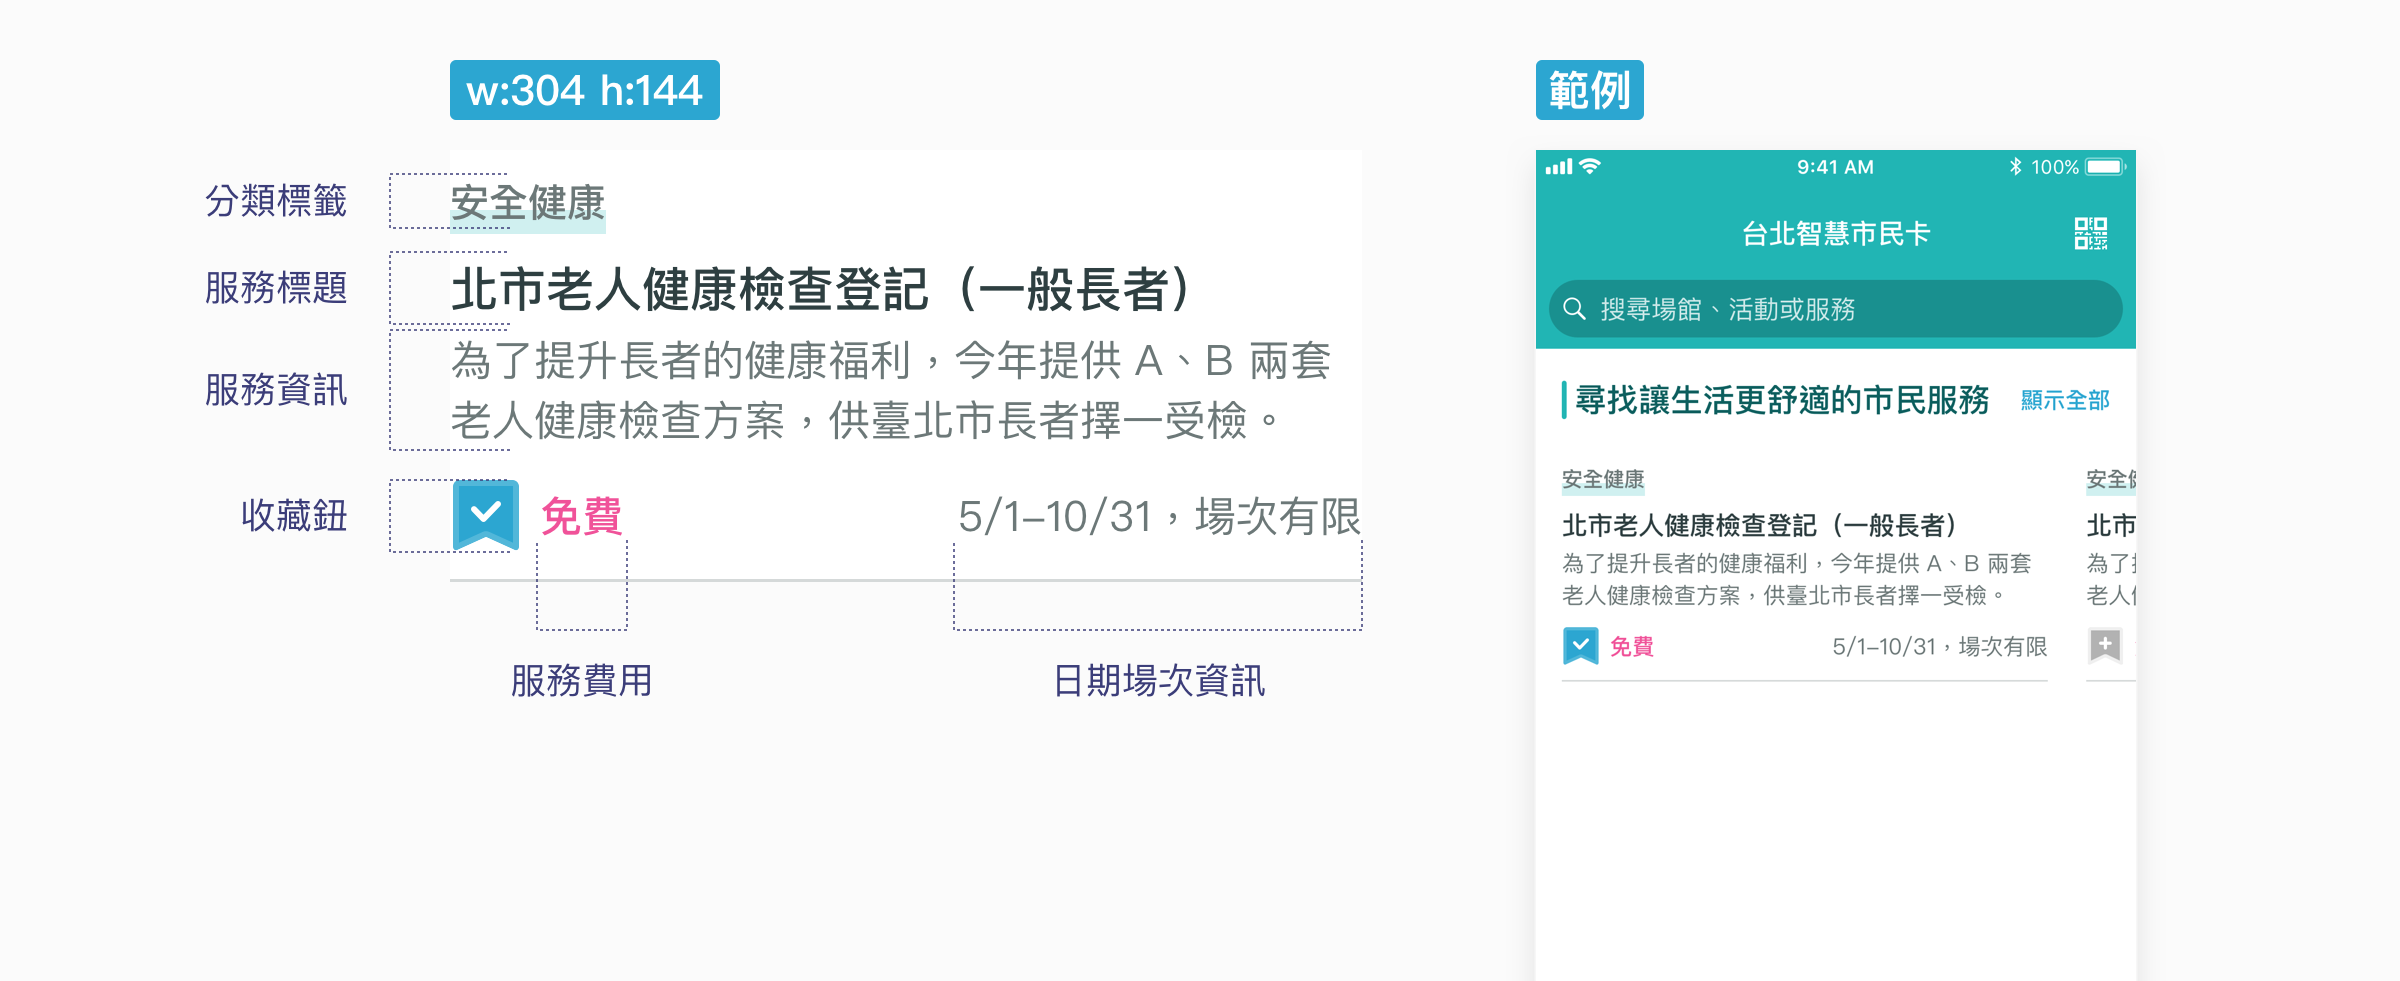 w:304 h:144
分類標籤
安全健康
服務標題
北市老人健康檢查登記（一般長者）
服務資訊
為了提升長者的健康福利，今年提供 A、B 兩套
老人健康檢查方案，供臺北市長者擇一受檢。
收藏鈕
免費
5/1–10/31，場次有限
服務費用
日期場次資訊
範例
9:41 AM
100%
台北智慧市民卡
搜尋場館、活動或服務
尋找讓生活更舒適的市民服務
顯示全部
安全健康
北市老人健康檢查登記（一般長者）
為了提升長者的健康福利，今年提供 A、B 兩套
老人健康檢查方案，供臺北市長者擇一受檢。
免費
5/1–10/31，場次有限
安全
北市
為了
老人